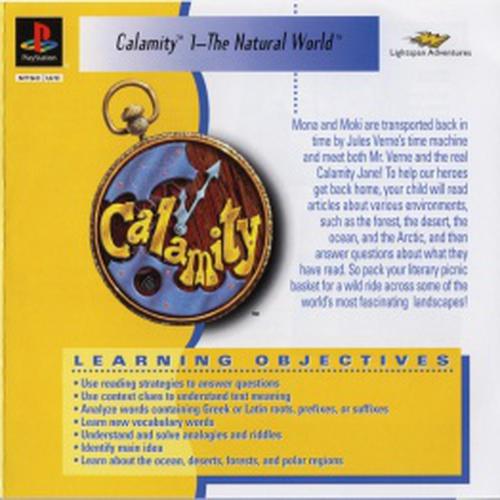 PlayStation
NTSC U/C
Calamity™ 1–The Natural World™
Lightspan Adventures
Calamity
™
Mona and Moki are transported back in
time by Jules Verne's time machine
and meet both Mr. Verne and the real
Calamity Jane! To help our heroes
get back home, your child will read
articles about various environments,
such as the forest, the desert, the
ocean, and the Arctic, and then
answer questions about what they
have read. So pack your literary picnic
basket for a wild ride across some of the
world's most fascinating landscapes!
LEARNING OBJECTIVES
• Use reading strategies to answer questions
• Use context clues to understand text meaning
• Analyze words containing Greek or Latin roots, prefixes, or suffixes
• Learn new vocabulary words
• Understand and solve analogies and riddles
• Identify main idea
• Learn about the ocean, deserts, forests, and polar regions